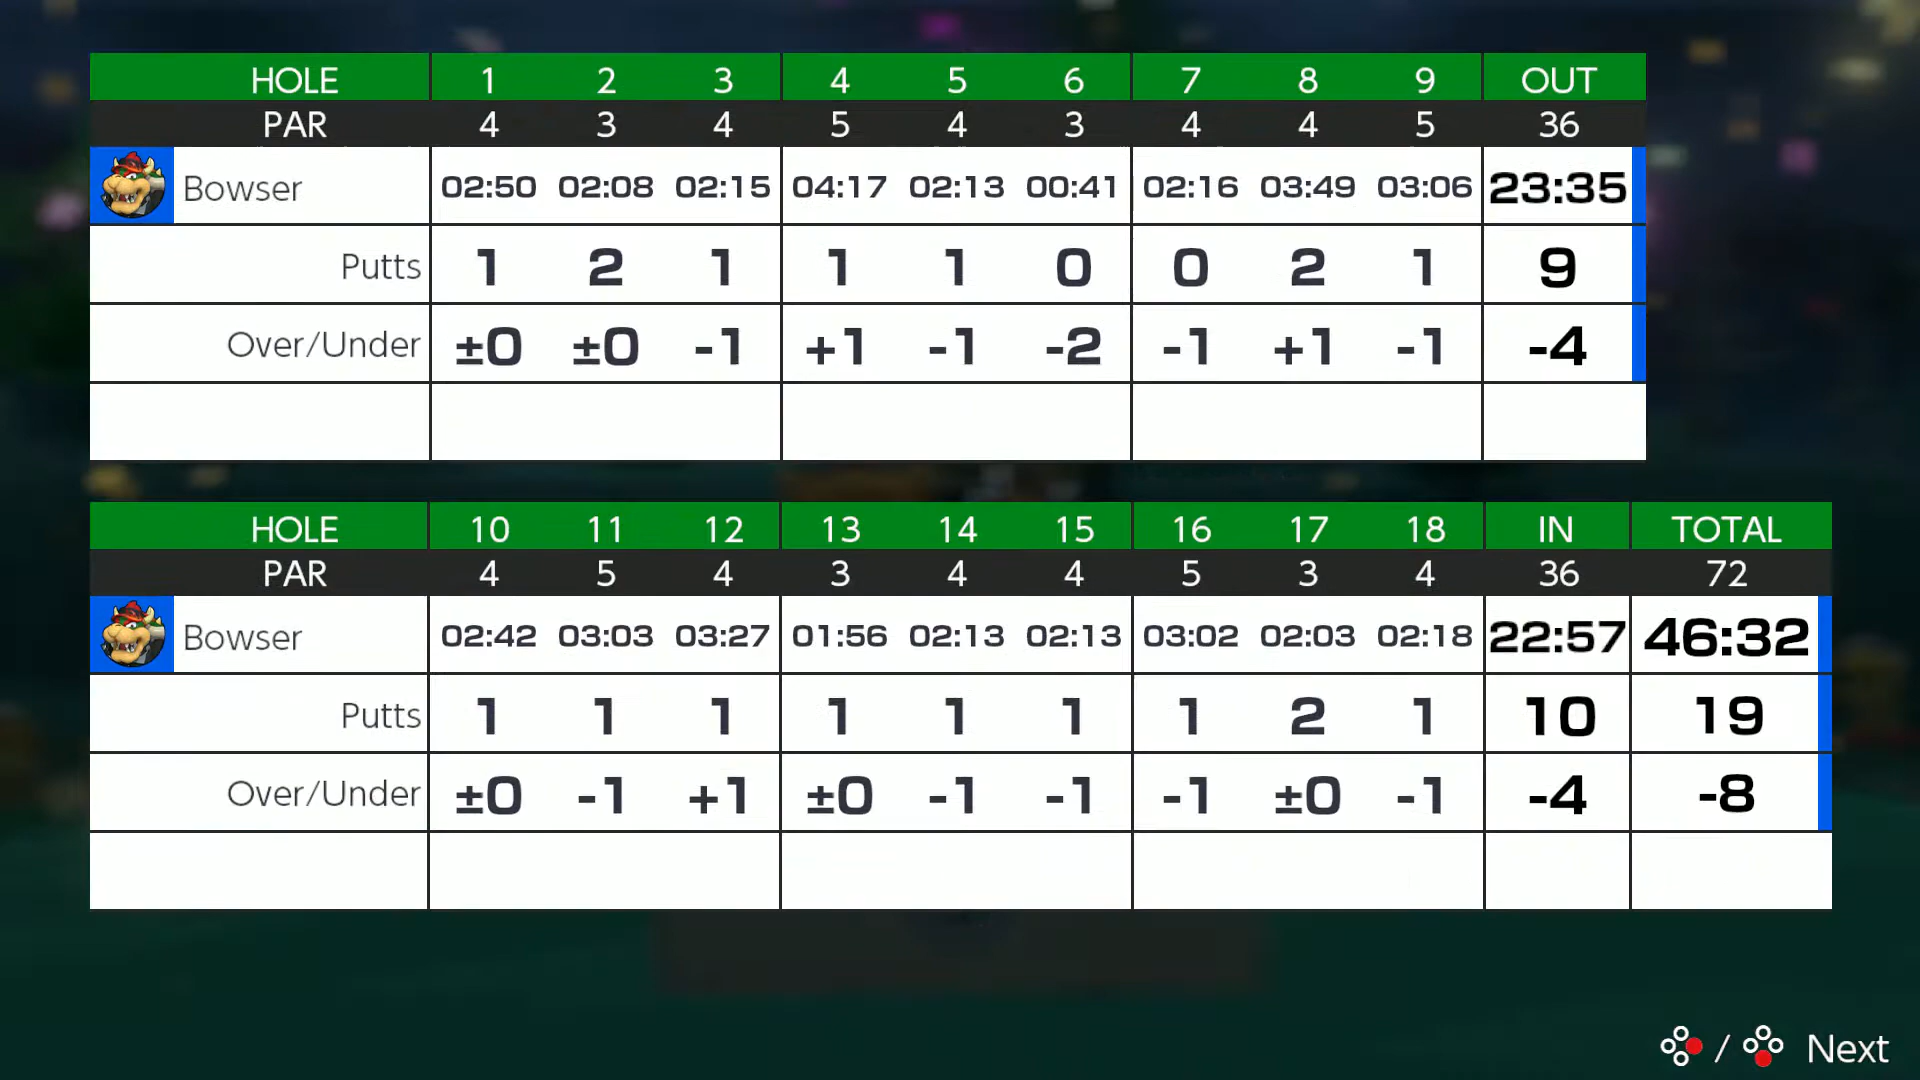 HOLE 1 2 3 4 5 6 7 8 9 OUT
PAR 4 3 4 5 4 3 4 4 5 36
Bowser 02:50 02:08 02:15 04:17 02:13 00:41 02:16 03:49 03:06 23:35
Putts 1 2 1 1 1 0 0 2 1 9
Over/Under ±0 ±0 -1 +1 -1 -2 -1 +1 -1 -4
HOLE 10 11 12 13 14 15 16 17 18 IN TOTAL
PAR 4 5 4 3 4 4 5 3 4 36 72
Bowser 02:42 03:03 03:27 01:56 02:13 02:13 03:02 02:03 02:18 22:57 46:32
Putts 1 1 1 1 1 1 1 2 1 10 19
Over/Under ±0 -1 +1 ±0 -1 -1 -1 ±0 -1 -4 -8
/ Next